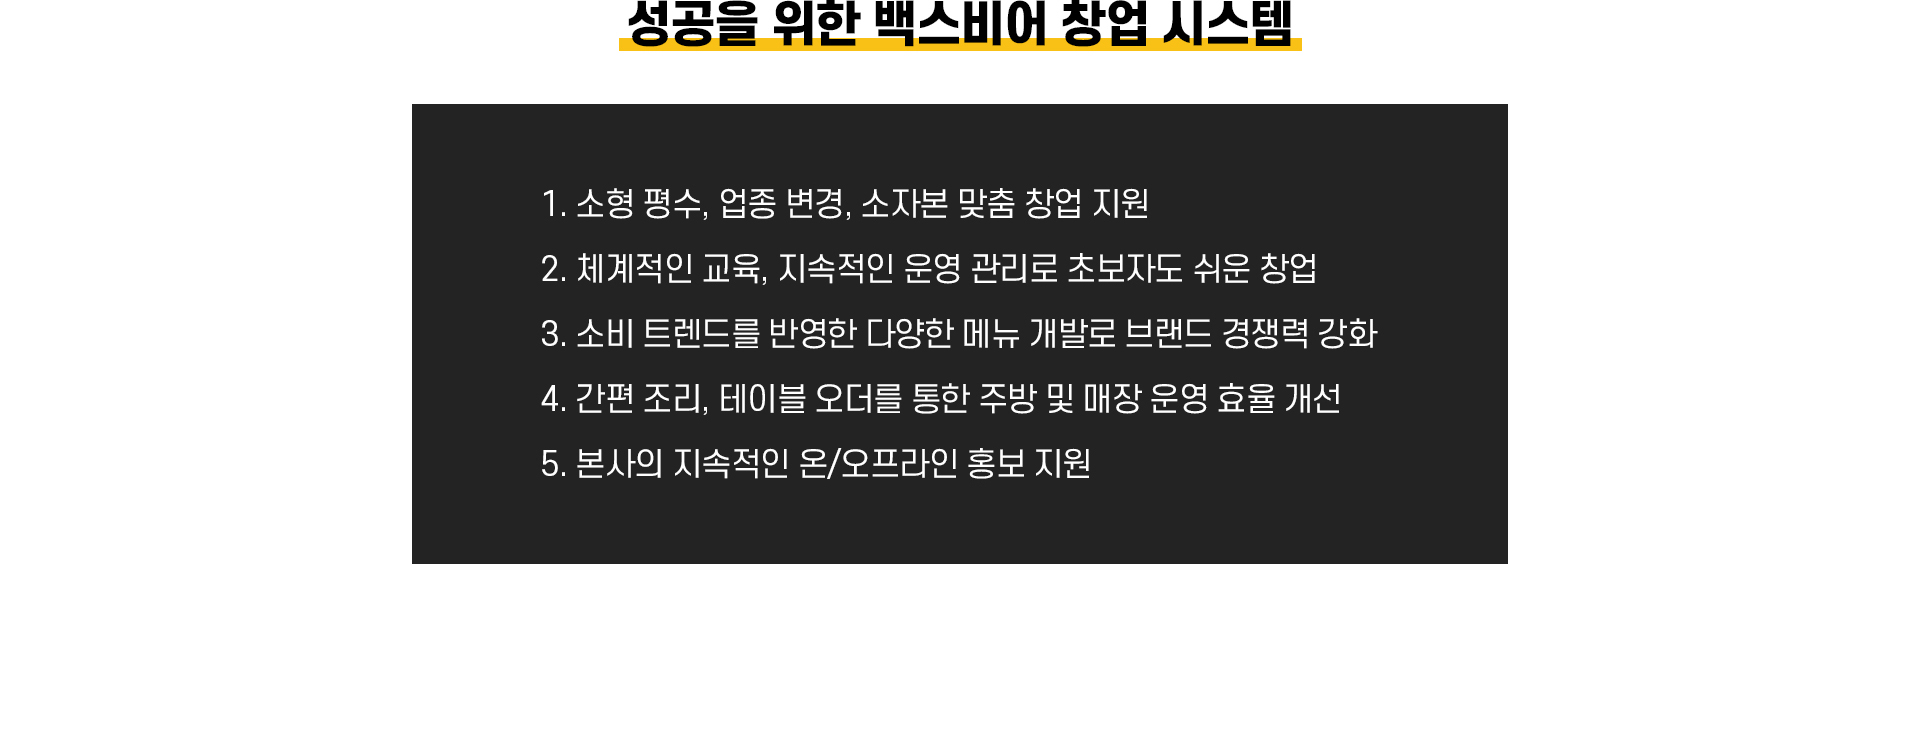 성공을 위한 백스비어 창업 시스템
1. 소형 평수, 업종 변경, 소자본 맞춤 창업 지원
2. 체계적인 교육, 지속적인 운영 관리로 초보자도 쉬운 창업
3. 소비 트렌드를 반영한 다양한 메뉴 개발로 브랜드 경쟁력 강화
4. 간편 조리, 테이블 오더를 통한 주방 및 매장 운영 효율 개선
5. 본사의 지속적인 온/오프라인 홍보 지원